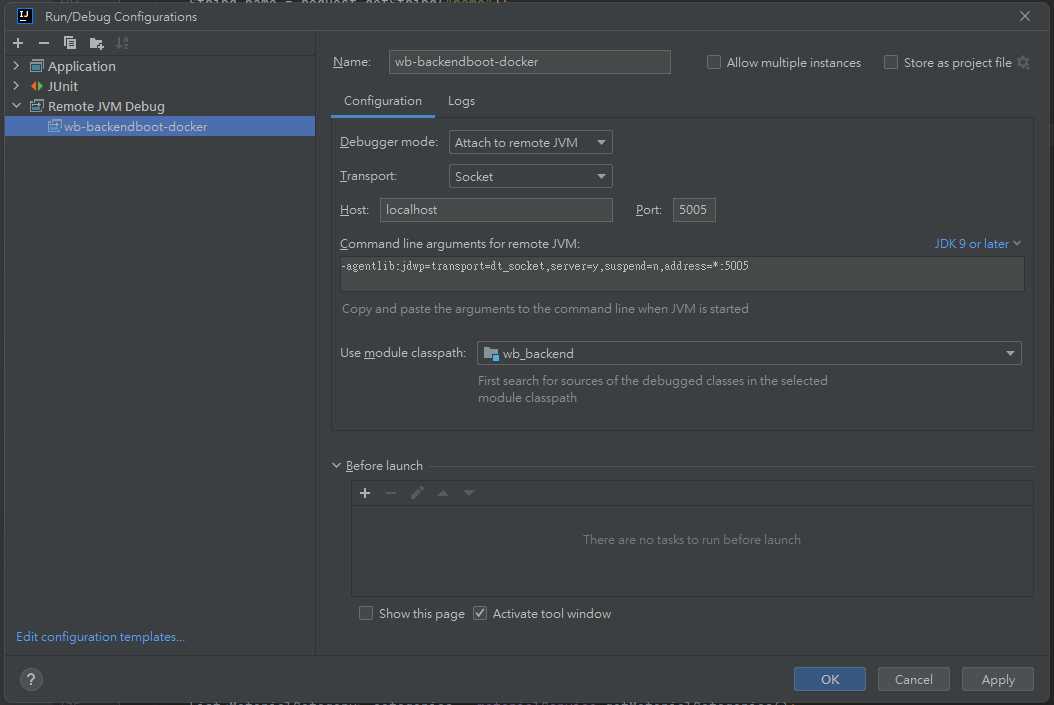 Run/Debug Configurations
Application
JUnit
Remote JVM Debug
wb-backendboot-docker
Edit configuration templates...
Name: wb-backendboot-docker
Allow multiple instances
Store as project file
Configuration
Logs
Debugger mode: Attach to remote JVM
Transport: Socket
Host: localhost Port: 5005
Command line arguments for remote JVM: JDK 9 or later
-agentlib:jdwp=transport=dt_socket,server=y,suspend=n,address=*:5005
Copy and paste the arguments to the command line when JVM is started
Use module classpath: wb_backend
First search for sources of the debugged classes in the selected
module classpath
Before launch
There are no tasks to run before launch
Show this page
Activate tool window
?
OK
Cancel
Apply